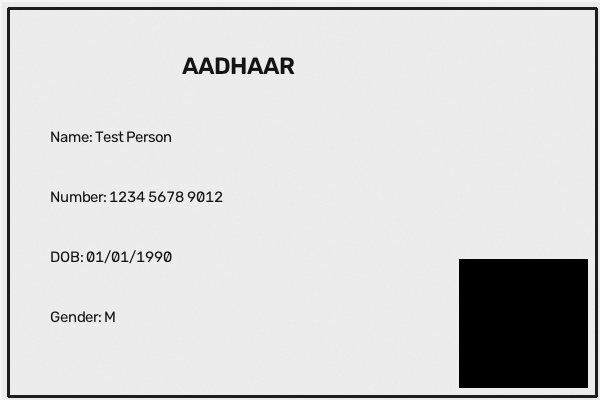 AADHAAR
Name: Test Person
Number: 1234 5678 9012
DOB: 01/01/1990
Gender: M